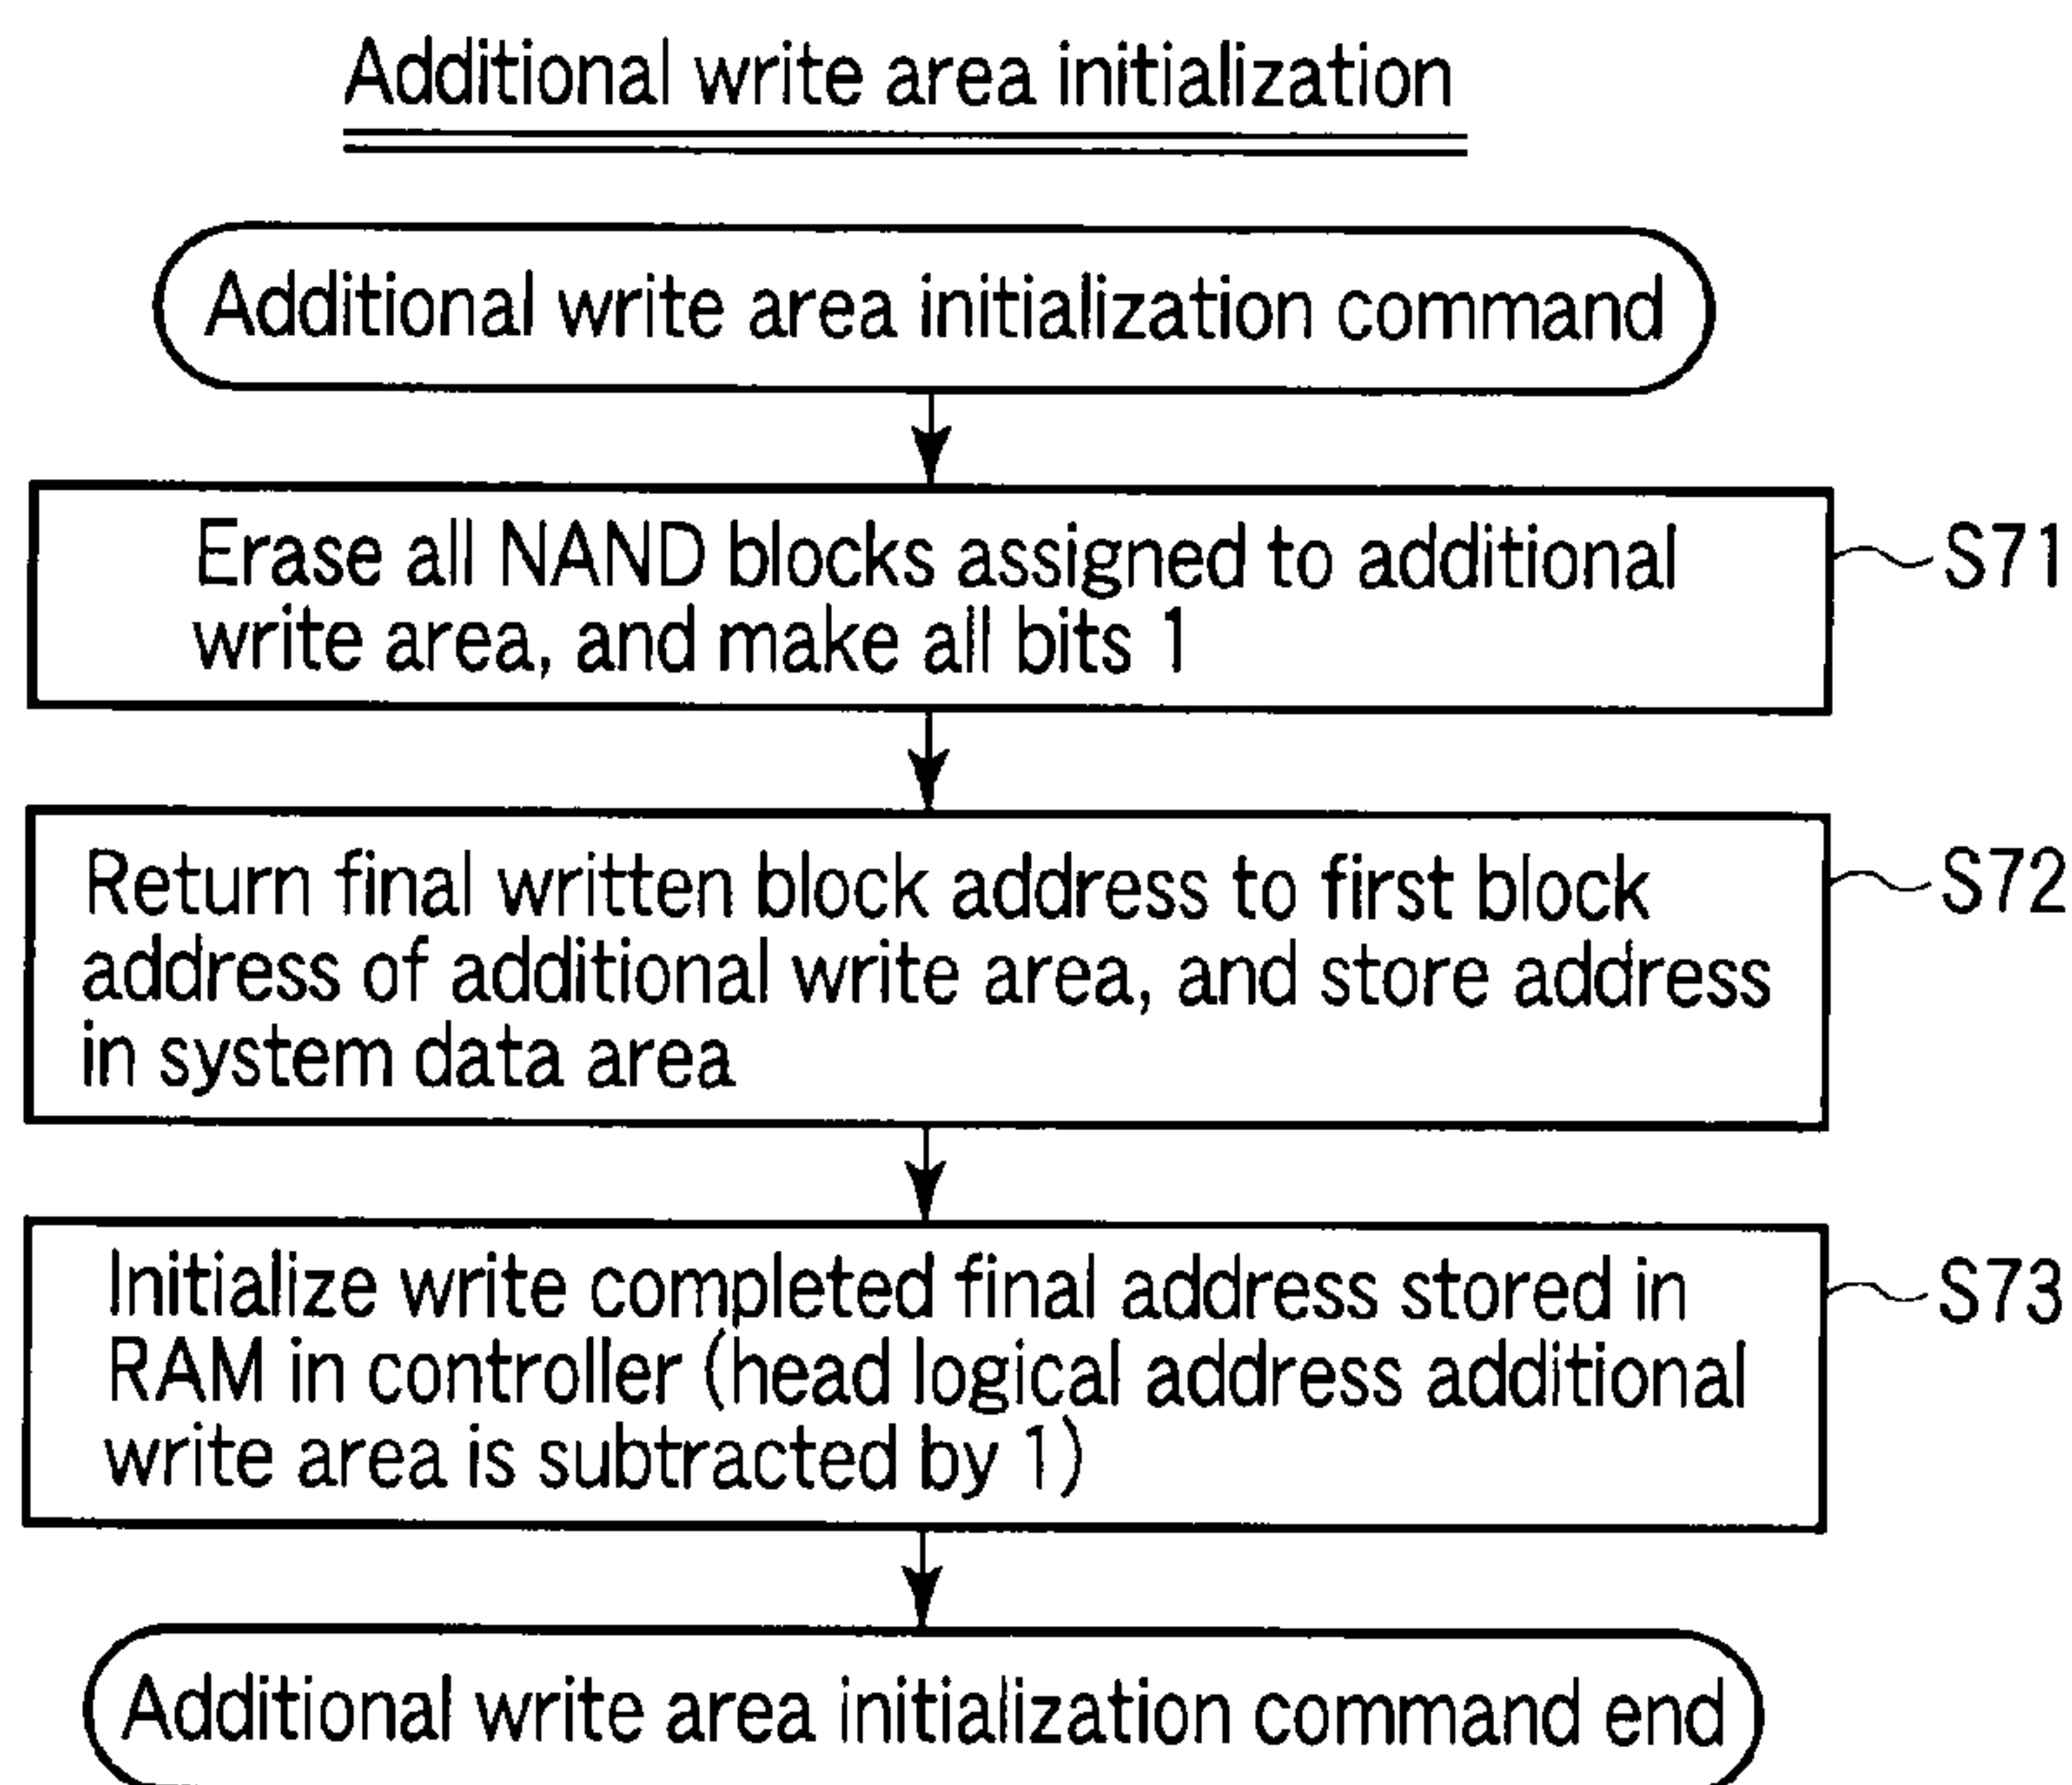 Additional write area initialization
Additional write area initialization command
Erase all NAND blocks assigned to additional
write area, and make all bits 1
S71
Return final written block address to first block
address of additional write area, and store address
in system data area
S72
Initialize write completed final address stored in
RAM in controller (head logical address additional
write area is subtracted by 1)
S73
Additional write area initialization command end